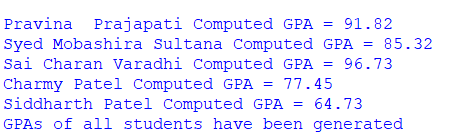 Pravina  Prajapati Computed GPA = 91.82
Syed Mobashira Sultana Computed GPA = 85.32
Sai Charan Varadhi Computed GPA = 96.73
Charmy Patel Computed GPA = 77.45
Siddharth Patel Computed GPA = 64.73
GPAs of all students have been generated